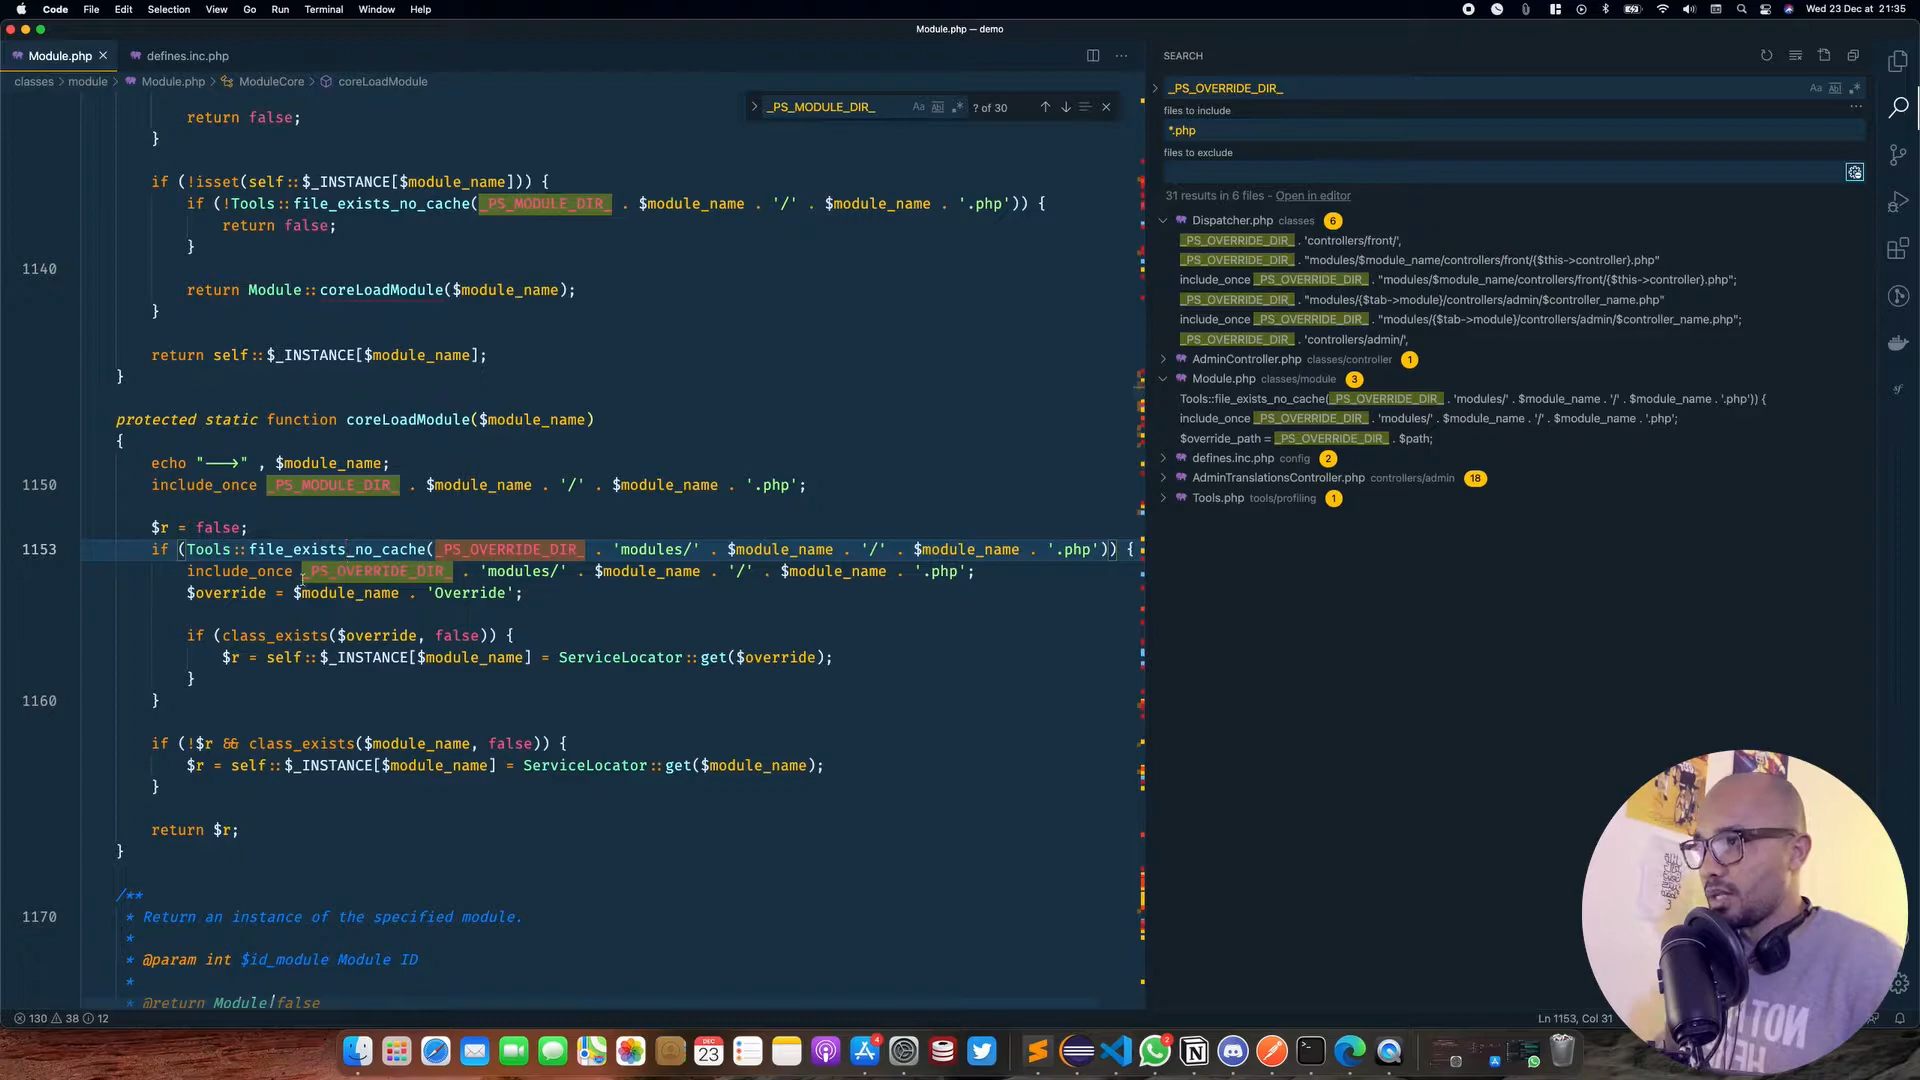 Code File Edit Selection View Go Run Terminal Window Help
Wed 23 Dec at 21:35
Module.php — demo
Module.php
defines.inc.php
classes module Module.php ModuleCore coreLoadModule
_PS_MODULE_DIR_ Aa Abl .* ? of 30
return false;
}
if (!isset(self::$_INSTANCE[$module_name])) {
if (!Tools::file_exists_no_cache(_PS_MODULE_DIR_ . $module_name . '/' . $module_name . '.php')) {
return false;
}
1140
return Module::coreLoadModule($module_name);
}
return self::$_INSTANCE[$module_name];
}
protected static function coreLoadModule($module_name)
{
echo "--->" , $module_name;
1150 include_once _PS_MODULE_DIR_ . $module_name . '/' . $module_name . '.php';
$r = false;
1153 if (Tools::file_exists_no_cache(_PS_OVERRIDE_DIR_ . 'modules/' . $module_name . '/' . $module_name . '.php')) {
include_once _PS_OVERRIDE_DIR_ . 'modules/' . $module_name . '/' . $module_name . '.php';
$override = $module_name . 'Override';
if (class_exists($override, false)) {
$r = self::$_INSTANCE[$module_name] = ServiceLocator::get($override);
}
1160 }
if (!$r && class_exists($module_name, false)) {
$r = self::$_INSTANCE[$module_name] = ServiceLocator::get($module_name);
}
return $r;
}
/**
1170 * Return an instance of the specified module.
*
* @param int $id_module Module ID
*
* @return Module|false
130 38 12
SEARCH
_PS_OVERRIDE_DIR_ Aa Abl .*
files to include
*.php
files to exclude
31 results in 6 files - Open in editor
Dispatcher.php classes 6
_PS_OVERRIDE_DIR_ . 'controllers/front/',
_PS_OVERRIDE_DIR_ . "modules/$module_name/controllers/front/{$this->controller}.php"
include_once _PS_OVERRIDE_DIR_ . "modules/$module_name/controllers/front/{$this->controller}.php";
_PS_OVERRIDE_DIR_ . "modules/{$tab->module}/controllers/admin/$controller_name.php"
include_once _PS_OVERRIDE_DIR_ . "modules/{$tab->module}/controllers/admin/$controller_name.php";
_PS_OVERRIDE_DIR_ . 'controllers/admin/',
AdminController.php classes/controller 1
Module.php classes/module 3
Tools::file_exists_no_cache(_PS_OVERRIDE_DIR_ . 'modules/' . $module_name . '/' . $module_name . '.php')) {
include_once _PS_OVERRIDE_DIR_ . 'modules/' . $module_name . '/' . $module_name . '.php';
$override_path = _PS_OVERRIDE_DIR_ . $path;
defines.inc.php config 2
AdminTranslationsController.php controllers/admin 18
Tools.php tools/profiling 1
Ln 1153, Col 31
DEC
23
4
2